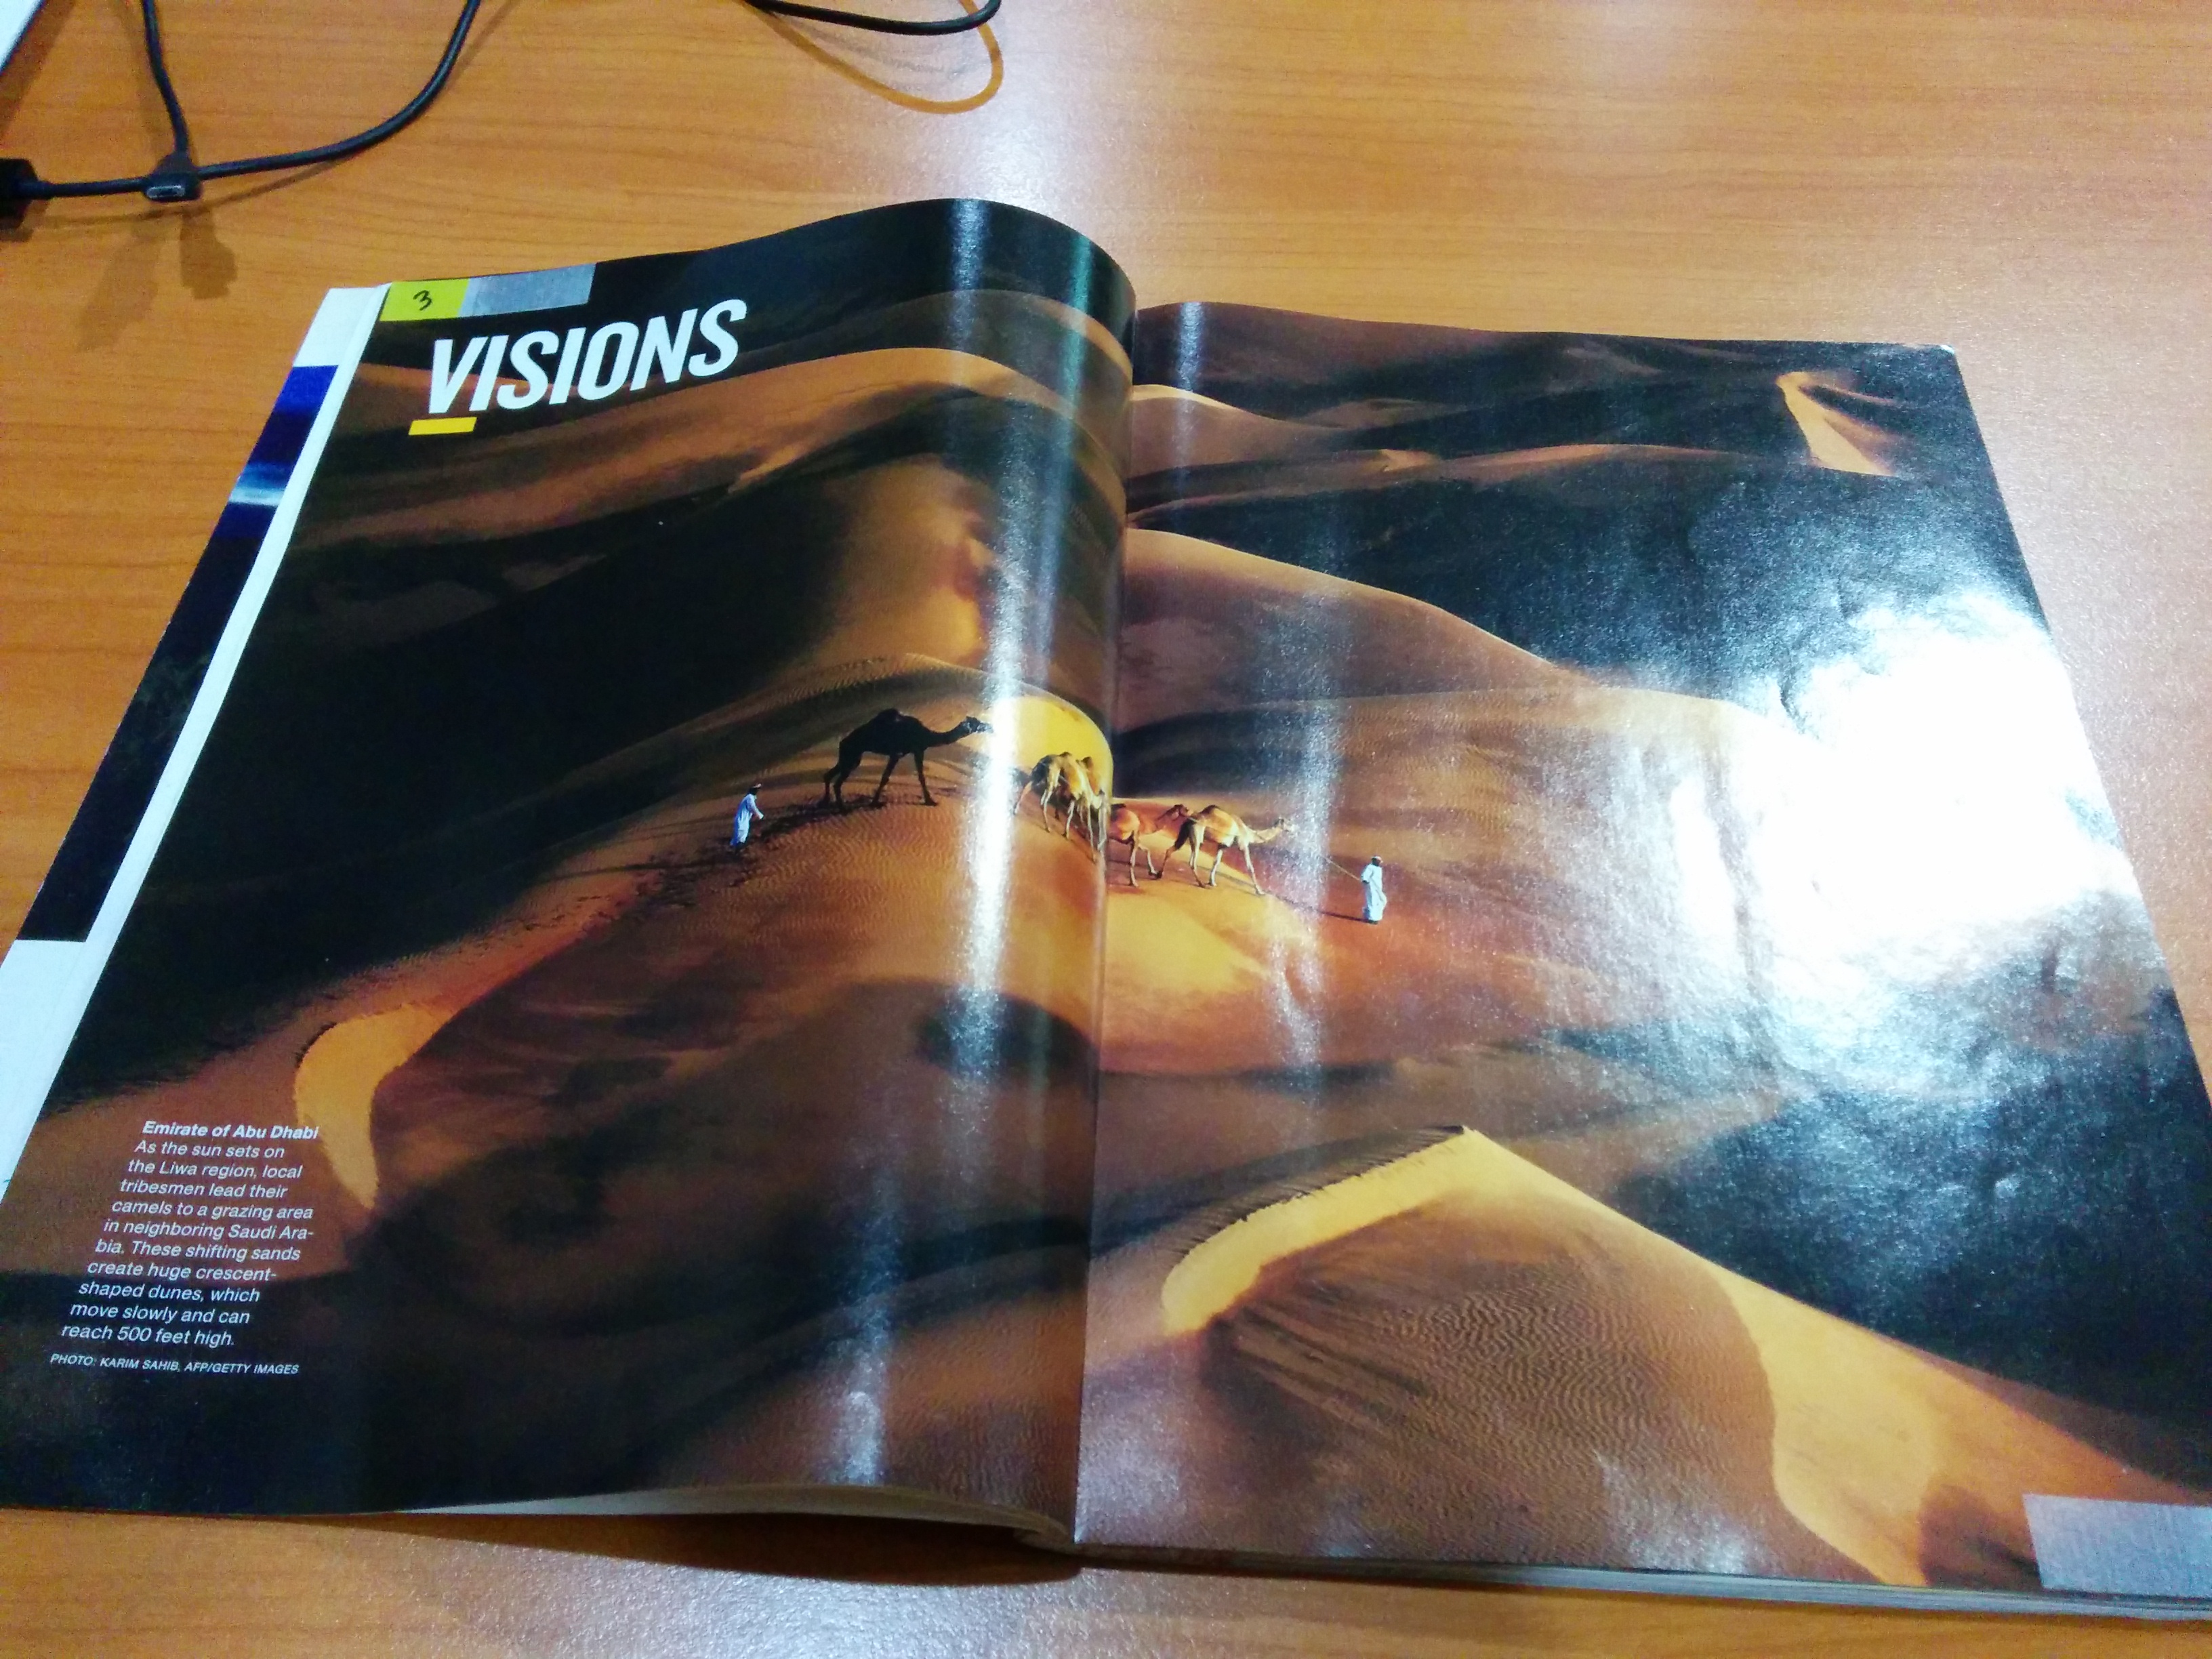 3
VISIONS
Emirate of Abu Dhabi
As the sun sets on
the Liwa region, local
tribesmen lead their
camels to a grazing area
in neighboring Saudi Ara-
bia. These shifting sands
create huge crescent-
shaped dunes, which
move slowly and can
reach 500 feet high.
PHOTO: KARIM SAHIB, AFP/GETTY IMAGES